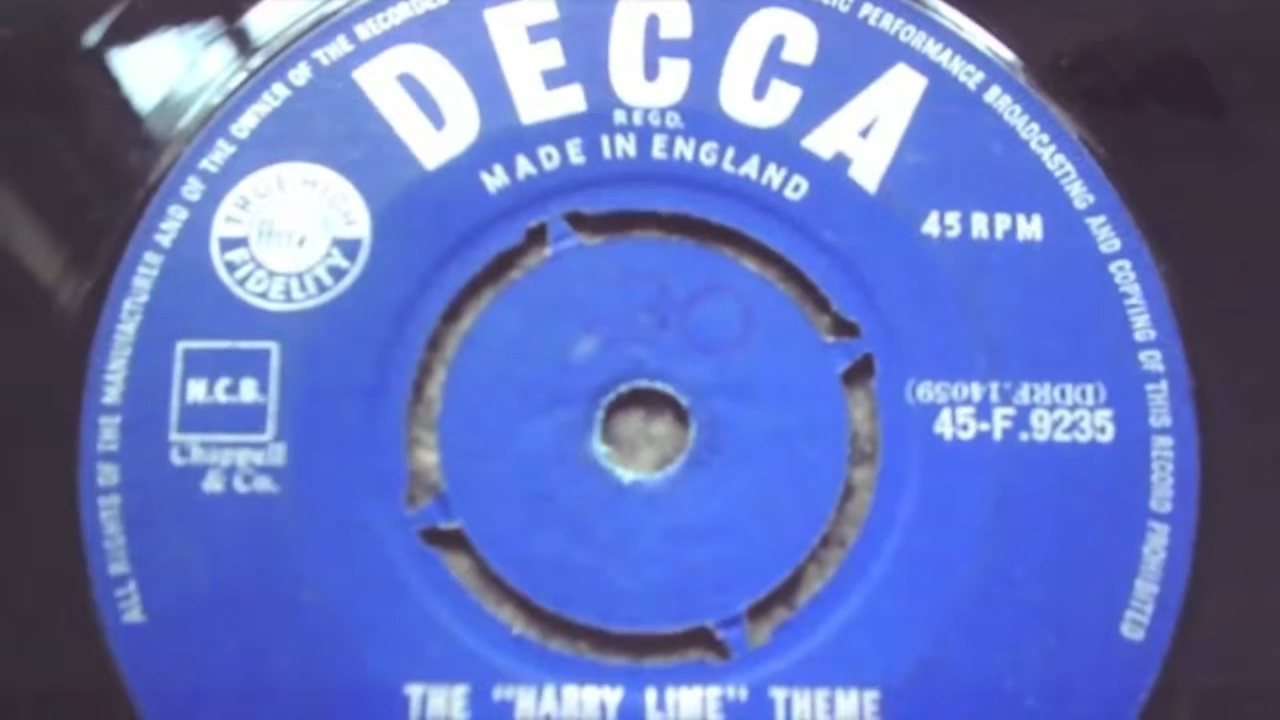 ALL RIGHTS OF THE MANUFACTURER AND OF THE OWNER OF THE RECORDED
PERFORMANCE BROADCASTING AND COPYING OF THIS RECORD PROHIBITED
DECCA
REGD.
MADE IN ENGLAND
TRUE HIGH
FIDELITY
45 RPM
N.C.B.
Chappell
& Co.
(DDRF.14059)
45-F.9235
THE "HARRY LIME" THEME